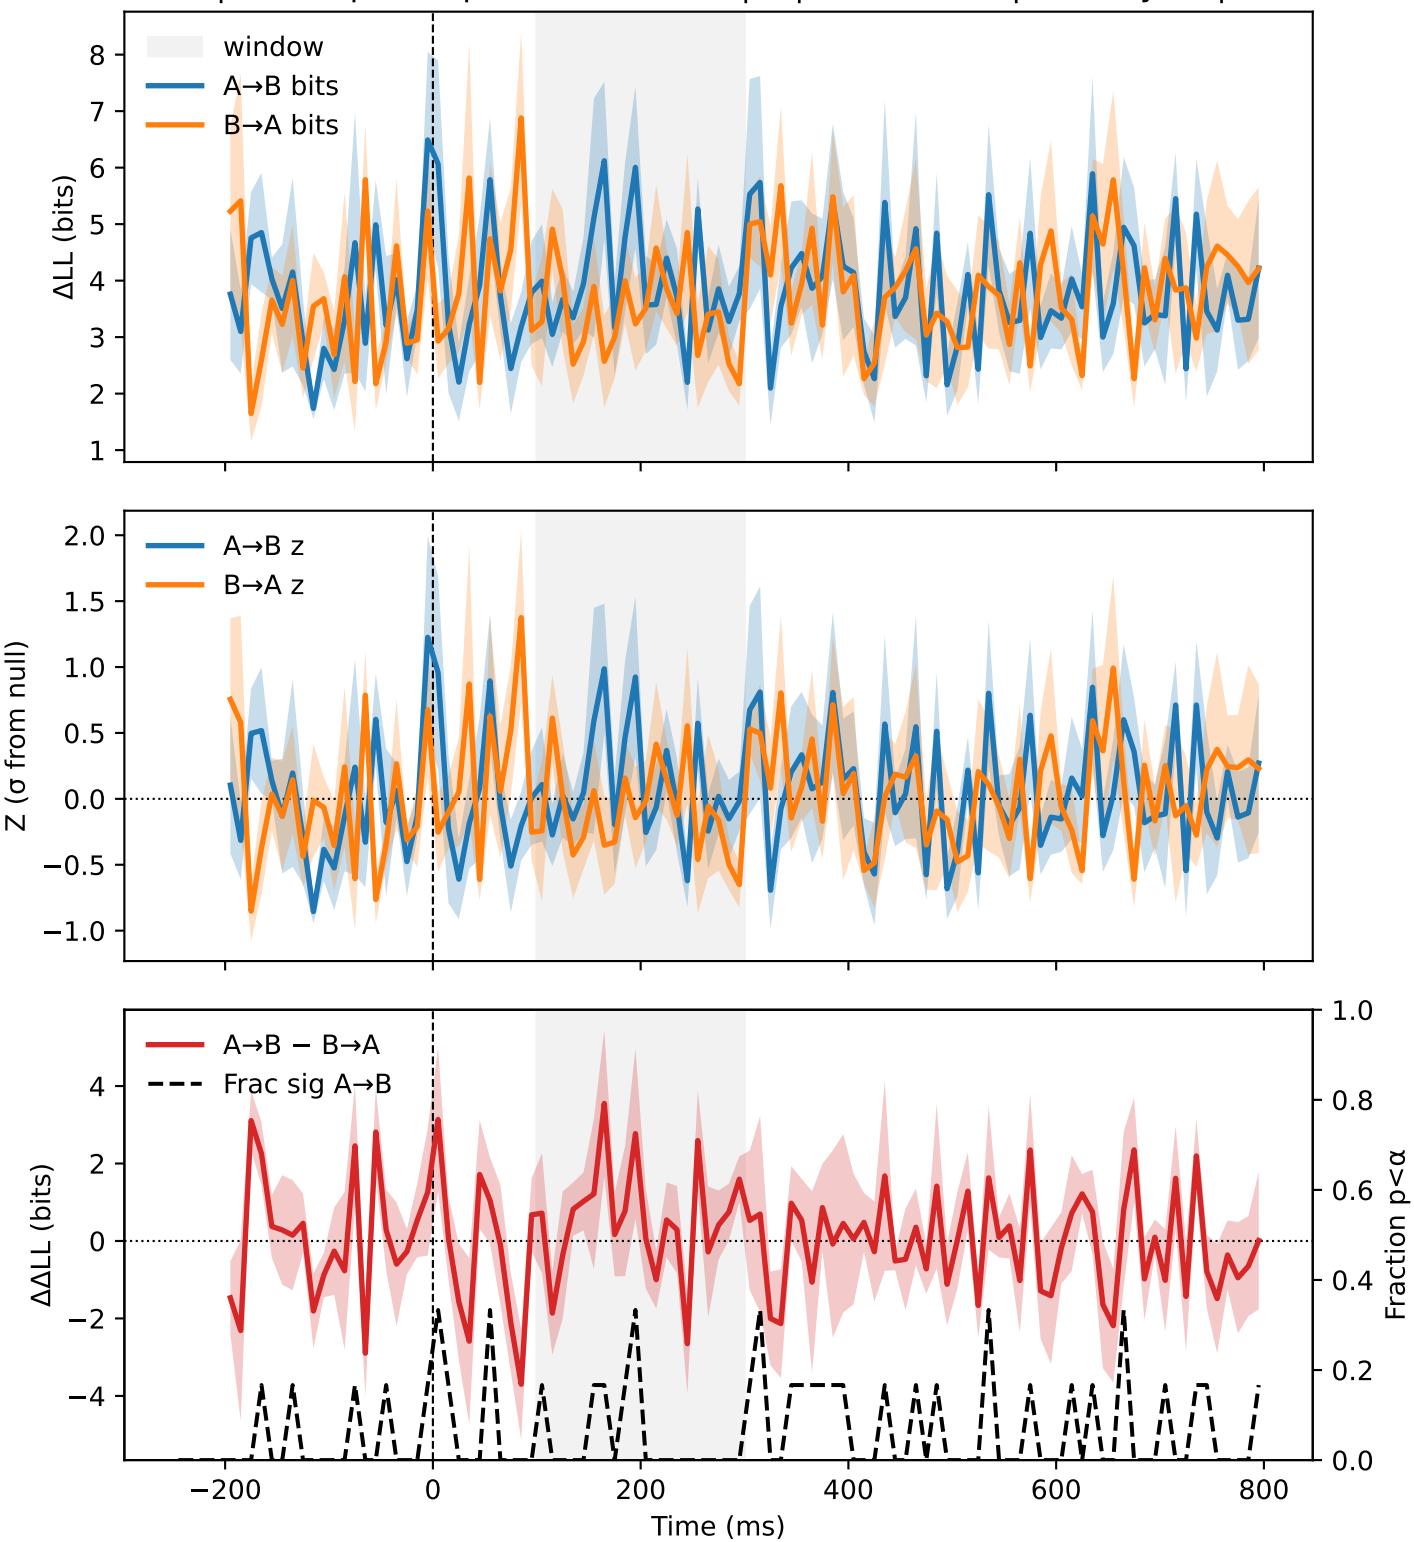 window
A→B bits
B→A bits
ΔLL (bits)
8
7
6
5
4
3
2
1
A→B z
B→A z
Z (σ from null)
2.0
1.5
1.0
0.5
0.0
−0.5
−1.0
A→B − B→A
Frac sig A→B
ΔΔLL (bits)
4
2
0
−2
−4
1.0
0.8
0.6
0.4
0.2
0.0
Fraction p<α
−200
0
200
400
600
800
Time (ms)